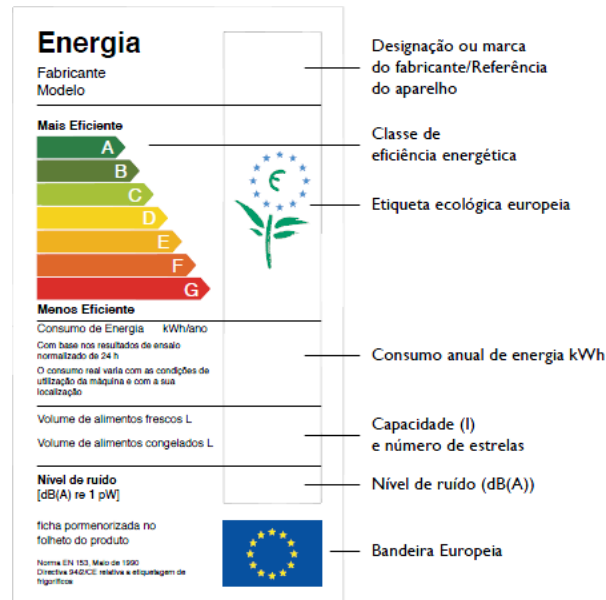 Energia
Fabricante
Modelo
Designação ou marca
do fabricante/Referência
do aparelho
Mais Eficiente
A
B
C
D
E
F
G
Menos Eficiente
Classe de
eficiência energética
Etiqueta ecológica europeia
Consumo de Energia kWh/ano
Com base nos resultados de ensaio
normalizado de 24 h
O consumo real varia com as condições de
utilização da máquina e com a sua
localização
Consumo anual de energia kWh
Volume de alimentos frescos L
Volume de alimentos congelados L
Capacidade (l)
e número de estrelas
Nível de ruído
[dB(A) re 1 pW]
Nível de ruído (dB(A))
ficha pormenorizada no
folheto do produto
Norma EN 153, Maio de 1990
Directiva 94/2/CE relativa a etiquetagem de
frigoríficos
Bandeira Europeia